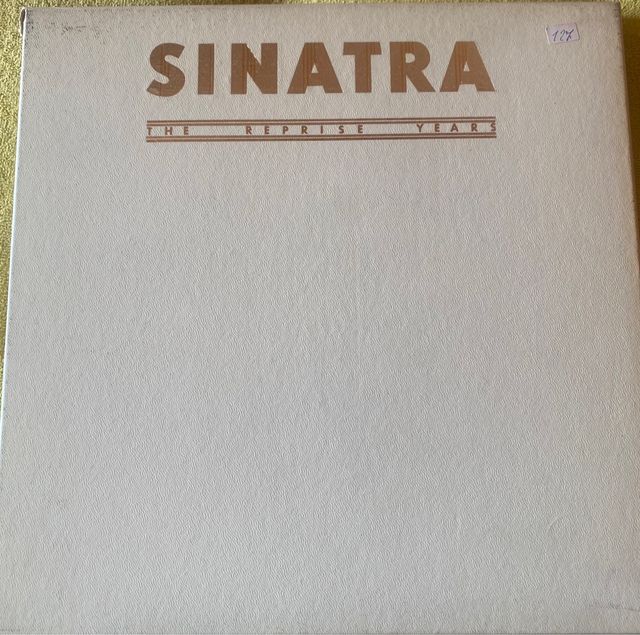 SINATRA
THE REPRISE YEARS